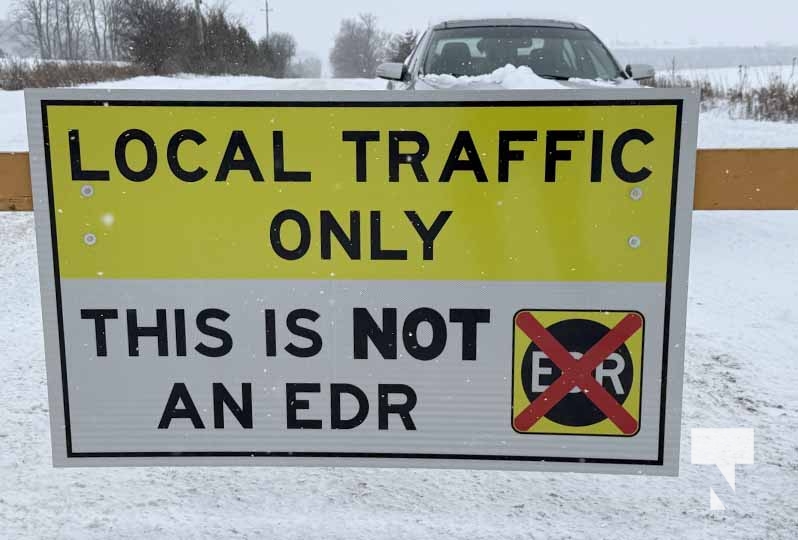 LOCAL TRAFFIC
ONLY
THIS IS NOT
AN EDR
EDR